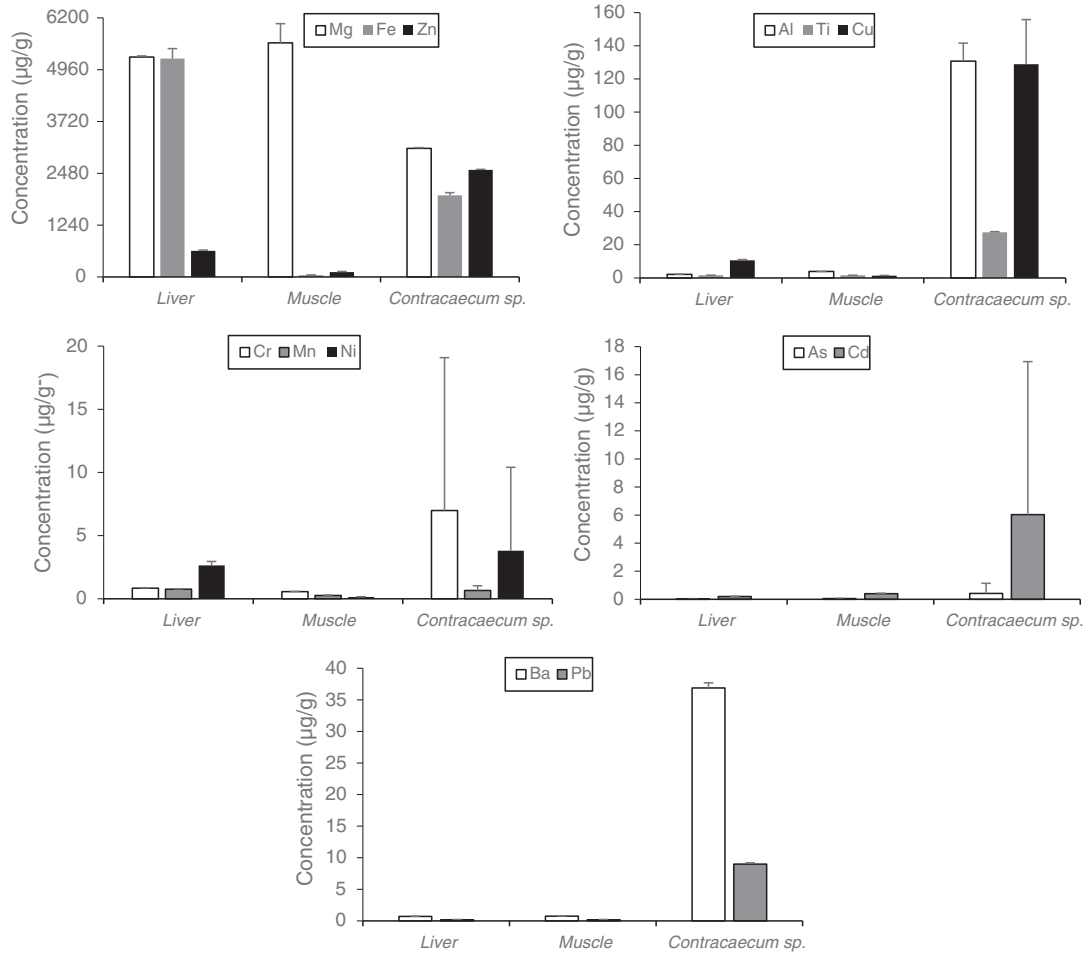 Mg Fe Zn
Concentration (µg/g)
6200
4960
3720
2480
1240
0
Liver Muscle Contracaecum sp.
Al Ti Cu
Concentration (µg/g)
160
140
120
100
80
60
40
20
0
Liver Muscle Contracaecum sp.
Cr Mn Ni
Concentration (µg/g⁻)
20
15
10
5
0
Liver Muscle Contracaecum sp.
As Cd
Concentration (µg/g)
18
16
14
12
10
8
6
4
2
0
Liver Muscle Contracaecum sp.
Ba Pb
Concentration (µg/g)
40
35
30
25
20
15
10
5
0
Liver Muscle Contracaecum sp.